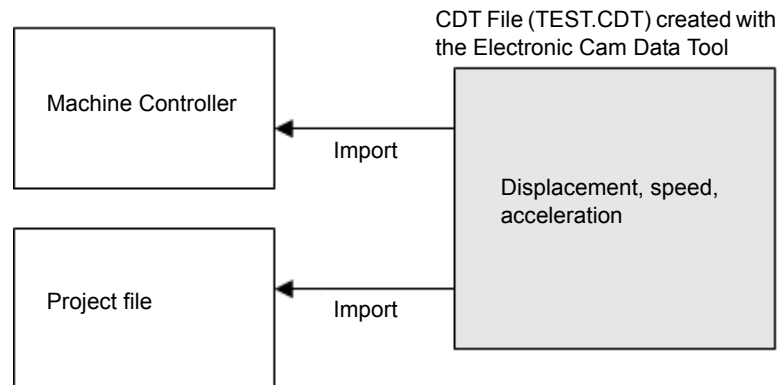 CDT File (TEST.CDT) created with
the Electronic Cam Data Tool
Machine Controller
Import
Displacement, speed,
acceleration
Project file
Import